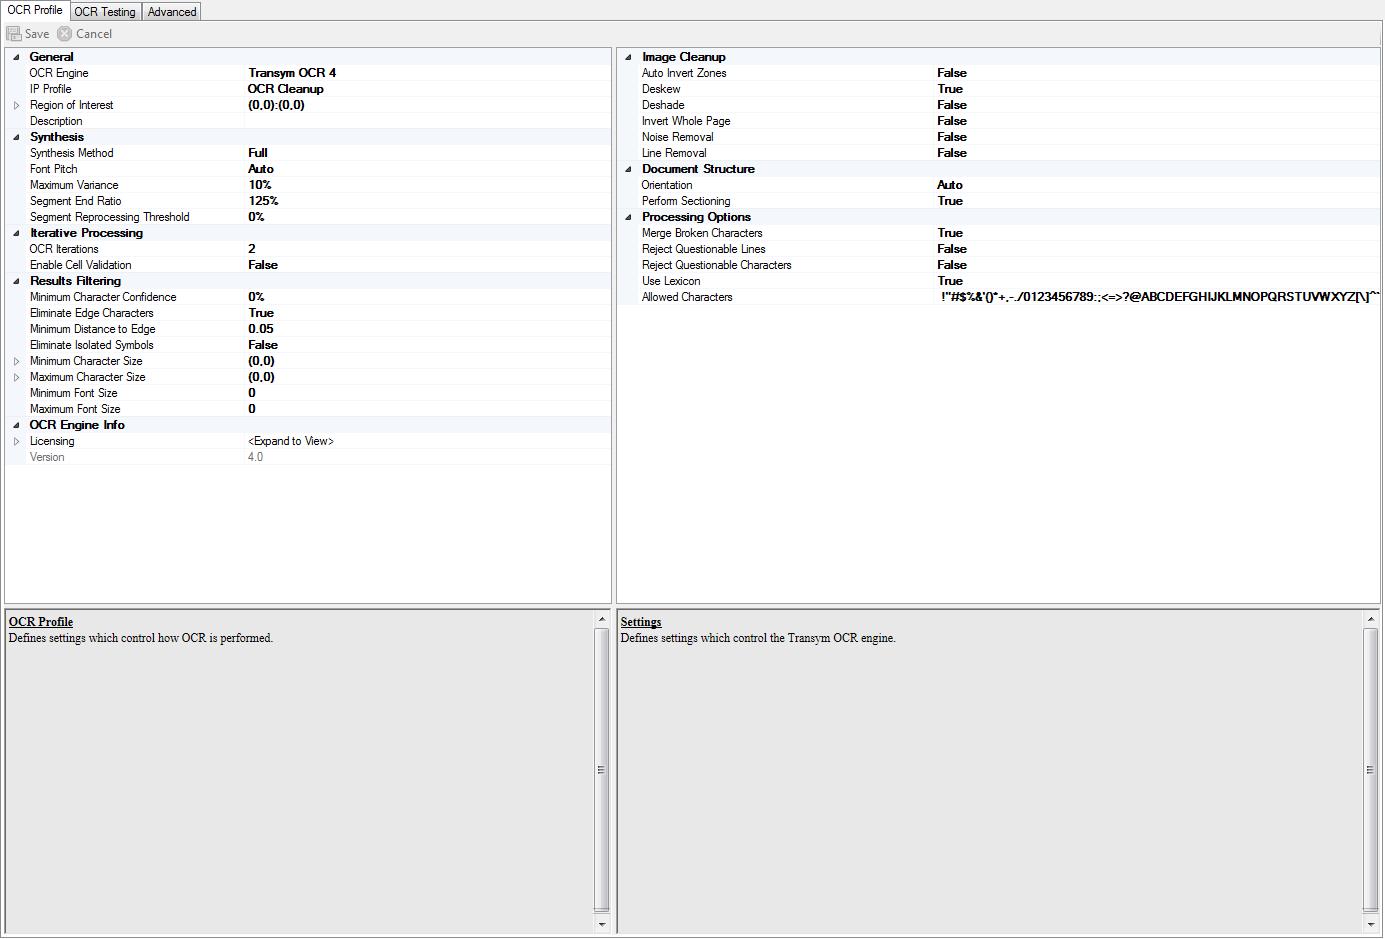 OCR Profile OCR Testing Advanced
Save Cancel
General
OCR Engine Transym OCR 4
IP Profile OCR Cleanup
Region of Interest (0,0):(0,0)
Description
Synthesis
Synthesis Method Full
Font Pitch Auto
Maximum Variance 10%
Segment End Ratio 125%
Segment Reprocessing Threshold 0%
Iterative Processing
OCR Iterations 2
Enable Cell Validation False
Results Filtering
Minimum Character Confidence 0%
Eliminate Edge Characters True
Minimum Distance to Edge 0.05
Eliminate Isolated Symbols False
Minimum Character Size (0,0)
Maximum Character Size (0,0)
Minimum Font Size 0
Maximum Font Size 0
OCR Engine Info
Licensing <Expand to View>
Version 4.0
Image Cleanup
Auto Invert Zones False
Deskew True
Deshade False
Invert Whole Page False
Noise Removal False
Line Removal False
Document Structure
Orientation Auto
Perform Sectioning True
Processing Options
Merge Broken Characters True
Reject Questionable Lines False
Reject Questionable Characters False
Use Lexicon True
Allowed Characters !"#$%&'()*+,-./0123456789:;<=>?@ABCDEFGHIJKLMNOPQRSTUVWXYZ[\]^`
OCR Profile
Defines settings which control how OCR is performed.
Settings
Defines settings which control the Transym OCR engine.